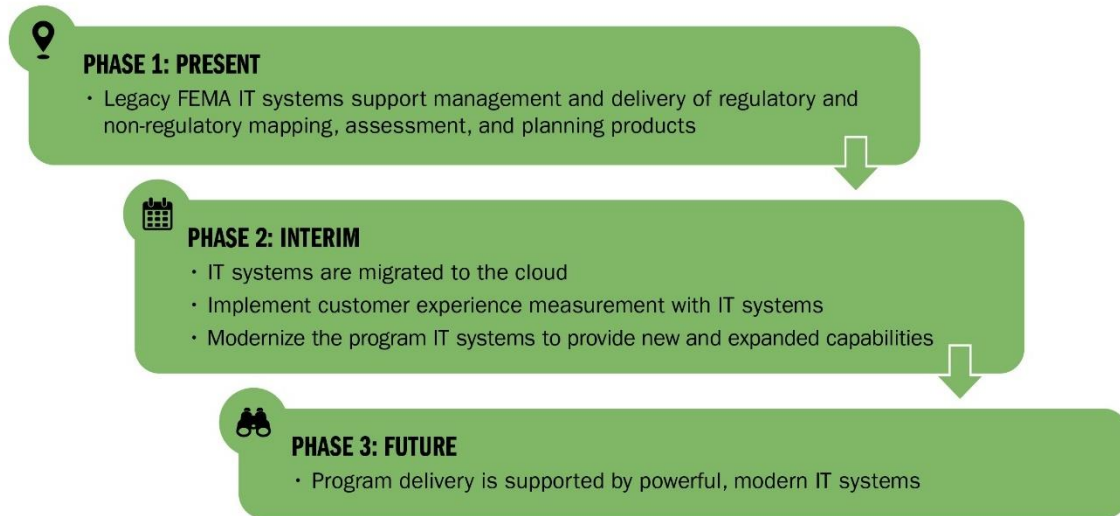 PHASE 1: PRESENT
· Legacy FEMA IT systems support management and delivery of regulatory and
non-regulatory mapping, assessment, and planning products
PHASE 2: INTERIM
· IT systems are migrated to the cloud
· Implement customer experience measurement with IT systems
· Modernize the program IT systems to provide new and expanded capabilities
PHASE 3: FUTURE
· Program delivery is supported by powerful, modern IT systems